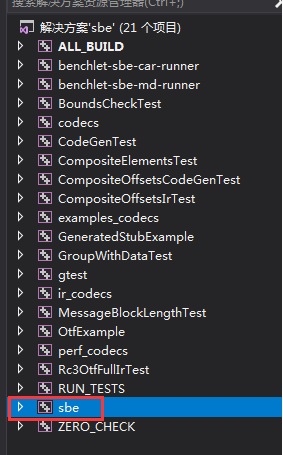 搜索解决方案资源管理器(Ctrl+;)
解决方案'sbe' (21 个项目)
ALL_BUILD
benchlet-sbe-car-runner
benchlet-sbe-md-runner
BoundsCheckTest
codecs
CodeGenTest
CompositeElementsTest
CompositeOffsetsCodeGenTest
CompositeOffsetsIrTest
examples_codecs
GeneratedStubExample
GroupWithDataTest
gtest
ir_codecs
MessageBlockLengthTest
OtfExample
perf_codecs
Rc3OtfFullIrTest
RUN_TESTS
sbe
ZERO_CHECK